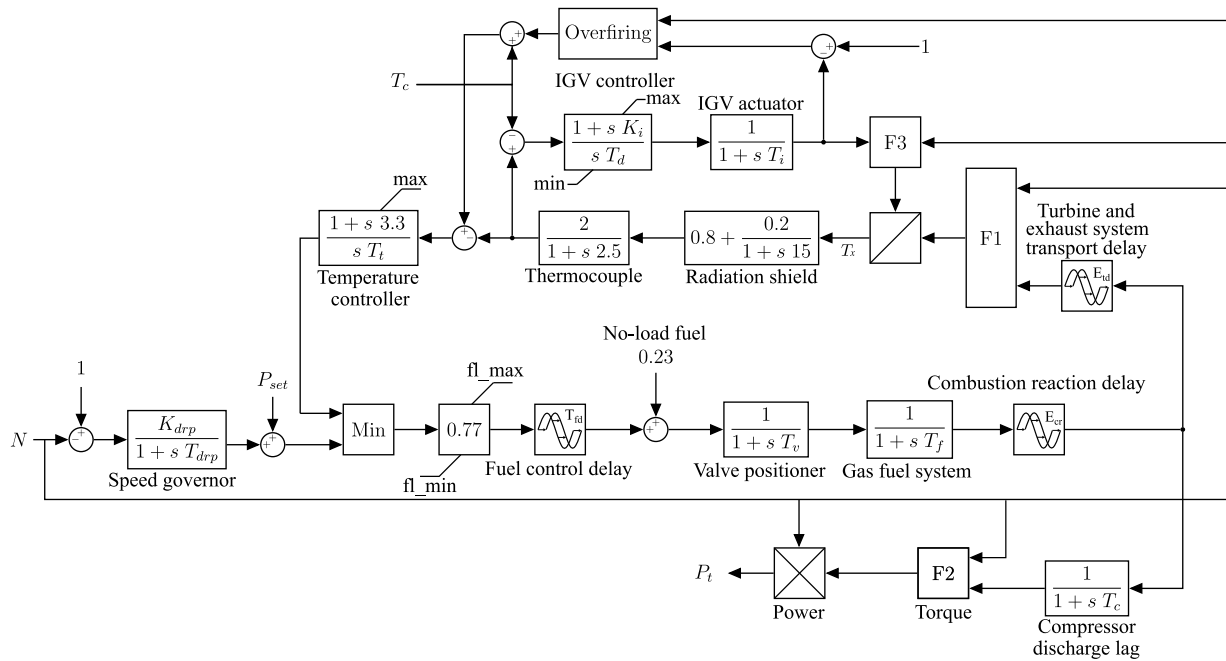 + +
Overfiring
- +
1
IGV controller
max
T_c
IGV actuator
- +
1 + s K_i
s T_d
1
1 + s T_i
F3
min
max
1 + s 3.3
s T_t
+ -
2
1 + s 2.5
0.8 + 0.2
1 + s 15
T_x
F1
Turbine and
exhaust system
transport delay
E_td
Temperature
controller
Thermocouple
Radiation shield
No-load fuel
0.23
1
P_set
fl_max
Combustion reaction delay
N
- +
K_drp
1 + s T_drp
+ +
Min
0.77
T_fd
+ +
1
1 + s T_v
1
1 + s T_f
E_cr
Speed governor
fl_min
Fuel control delay
Valve positioner
Gas fuel system
P_t
F2
1
1 + s T_c
Power
Torque
Compressor
discharge lag